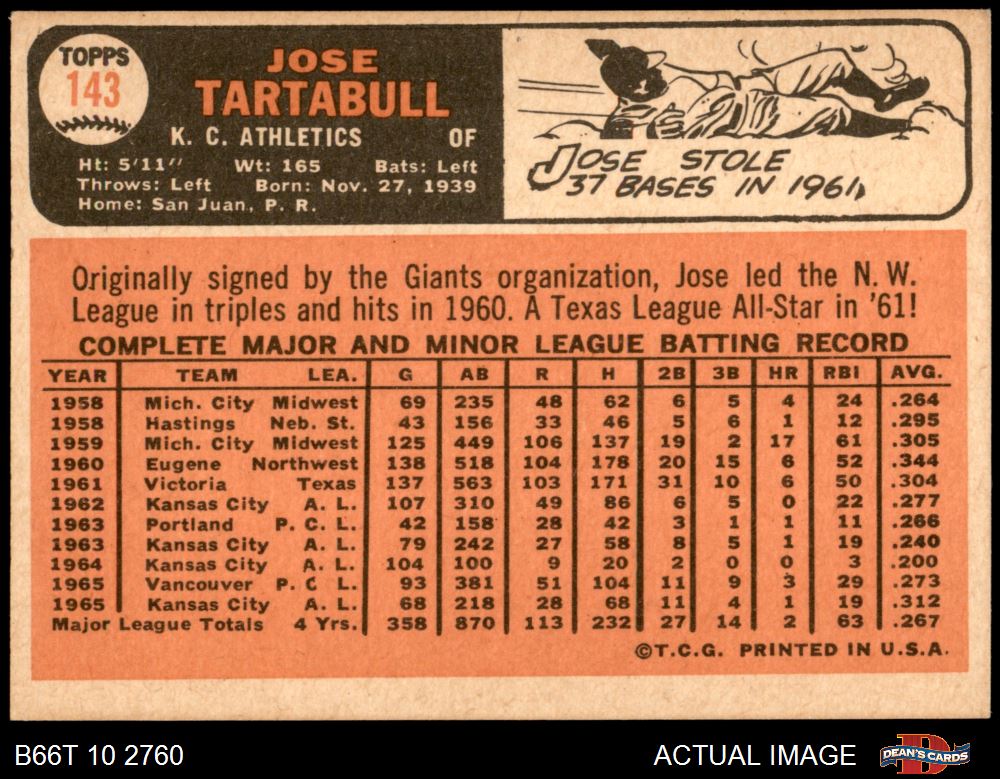 TOPPS
143
JOSE
TARTABULL
K. C. ATHLETICS OF
Ht: 5'11" Wt: 165 Bats: Left
Throws: Left Born: Nov. 27, 1939
Home: San Juan, P. R.
JOSE STOLE
37 BASES IN 1961
Originally signed by the Giants organization, Jose led the N. W.
League in triples and hits in 1960. A Texas League All-Star in '61!
COMPLETE MAJOR AND MINOR LEAGUE BATTING RECORD
YEAR TEAM LEA. G AB R H 2B 3B HR RBI AVG.
1958 Mich. City Midwest 69 235 48 62 6 5 4 24 .264
1958 Hastings Neb. St. 43 156 33 46 5 6 1 12 .295
1959 Mich. City Midwest 125 449 106 137 19 2 17 61 .305
1960 Eugene Northwest 138 518 104 178 20 15 6 52 .344
1961 Victoria Texas 137 563 103 171 31 10 6 50 .304
1962 Kansas City A. L. 107 310 49 86 6 5 0 22 .277
1963 Portland P. C. L. 42 158 28 42 3 1 1 11 .266
1963 Kansas City A. L. 79 242 27 58 8 5 1 19 .240
1964 Kansas City A. L. 104 100 9 20 2 0 0 3 .200
1965 Vancouver P. C L. 93 381 51 104 11 9 3 29 .273
1965 Kansas City A. L. 68 218 28 68 11 4 1 19 .312
Major League Totals 4 Yrs. 358 870 113 232 27 14 2 63 .267
©T.C.G. PRINTED IN U.S.A.
B66T 10 2760 ACTUAL IMAGE DEAN'S CARDS